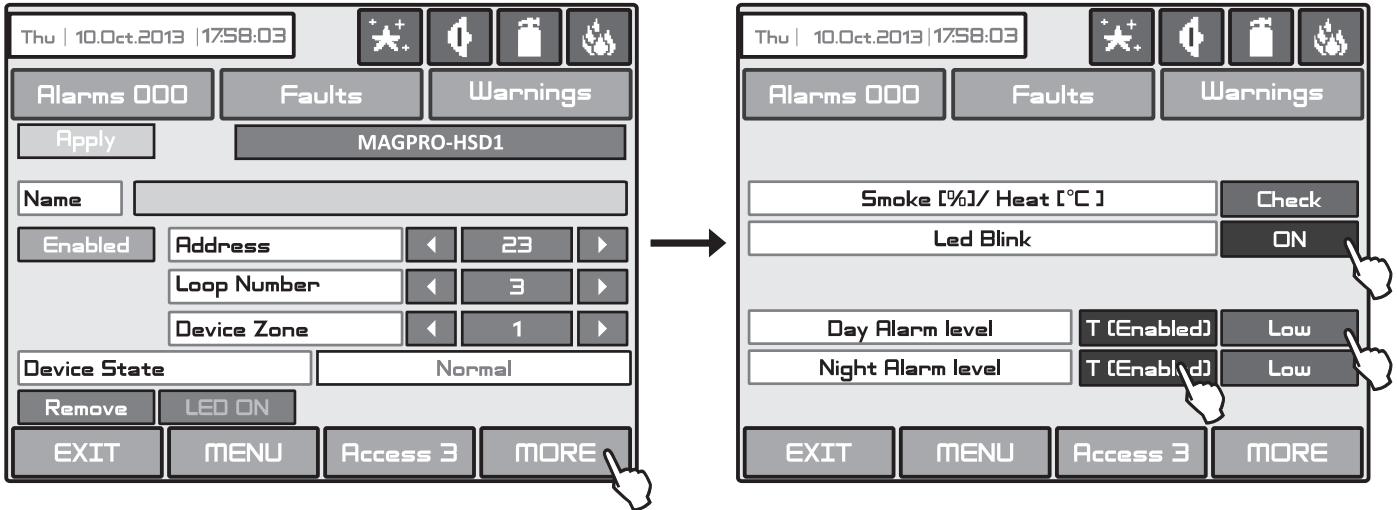 Thu | 10.Oct.2013 | 17:58:03
Alarms 000 Faults Warnings
Apply MAGPRO-HSD1
Name
Enabled Address 23
Loop Number 3
Device Zone 1
Device State Normal
Remove LED ON
EXIT MENU Access 3 MORE
Thu | 10.Oct.2013 | 17:58:03
Alarms 000 Faults Warnings
Smoke [%]/ Heat [°C ] Check
Led Blink ON
Day Alarm level T (Enabled) Low
Night Alarm level T (Enabled) Low
EXIT MENU Access 3 MORE